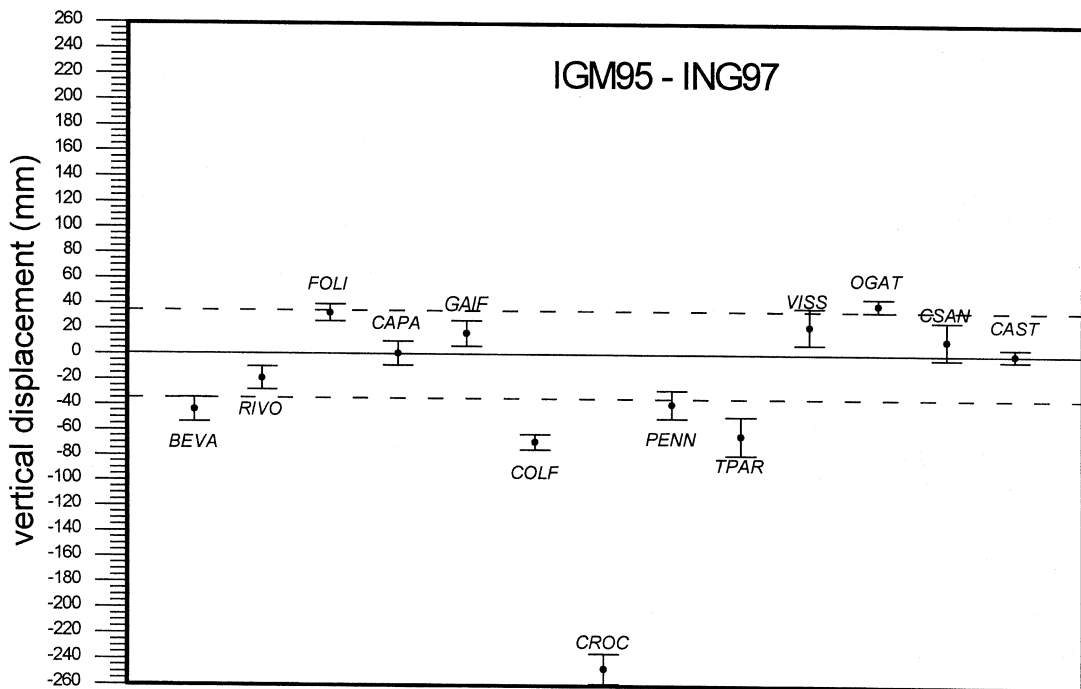 IGM95 - ING97
vertical displacement (mm)
260
240
220
200
180
160
140
120
100
80
60
40
20
0
-20
-40
-60
-80
-100
-120
-140
-160
-180
-200
-220
-240
-260
BEVA
RIVO
FOLI
CAPA
GAIF
COLF
CROC
PENN
TPAR
VISS
OGAT
CSAN
CAST